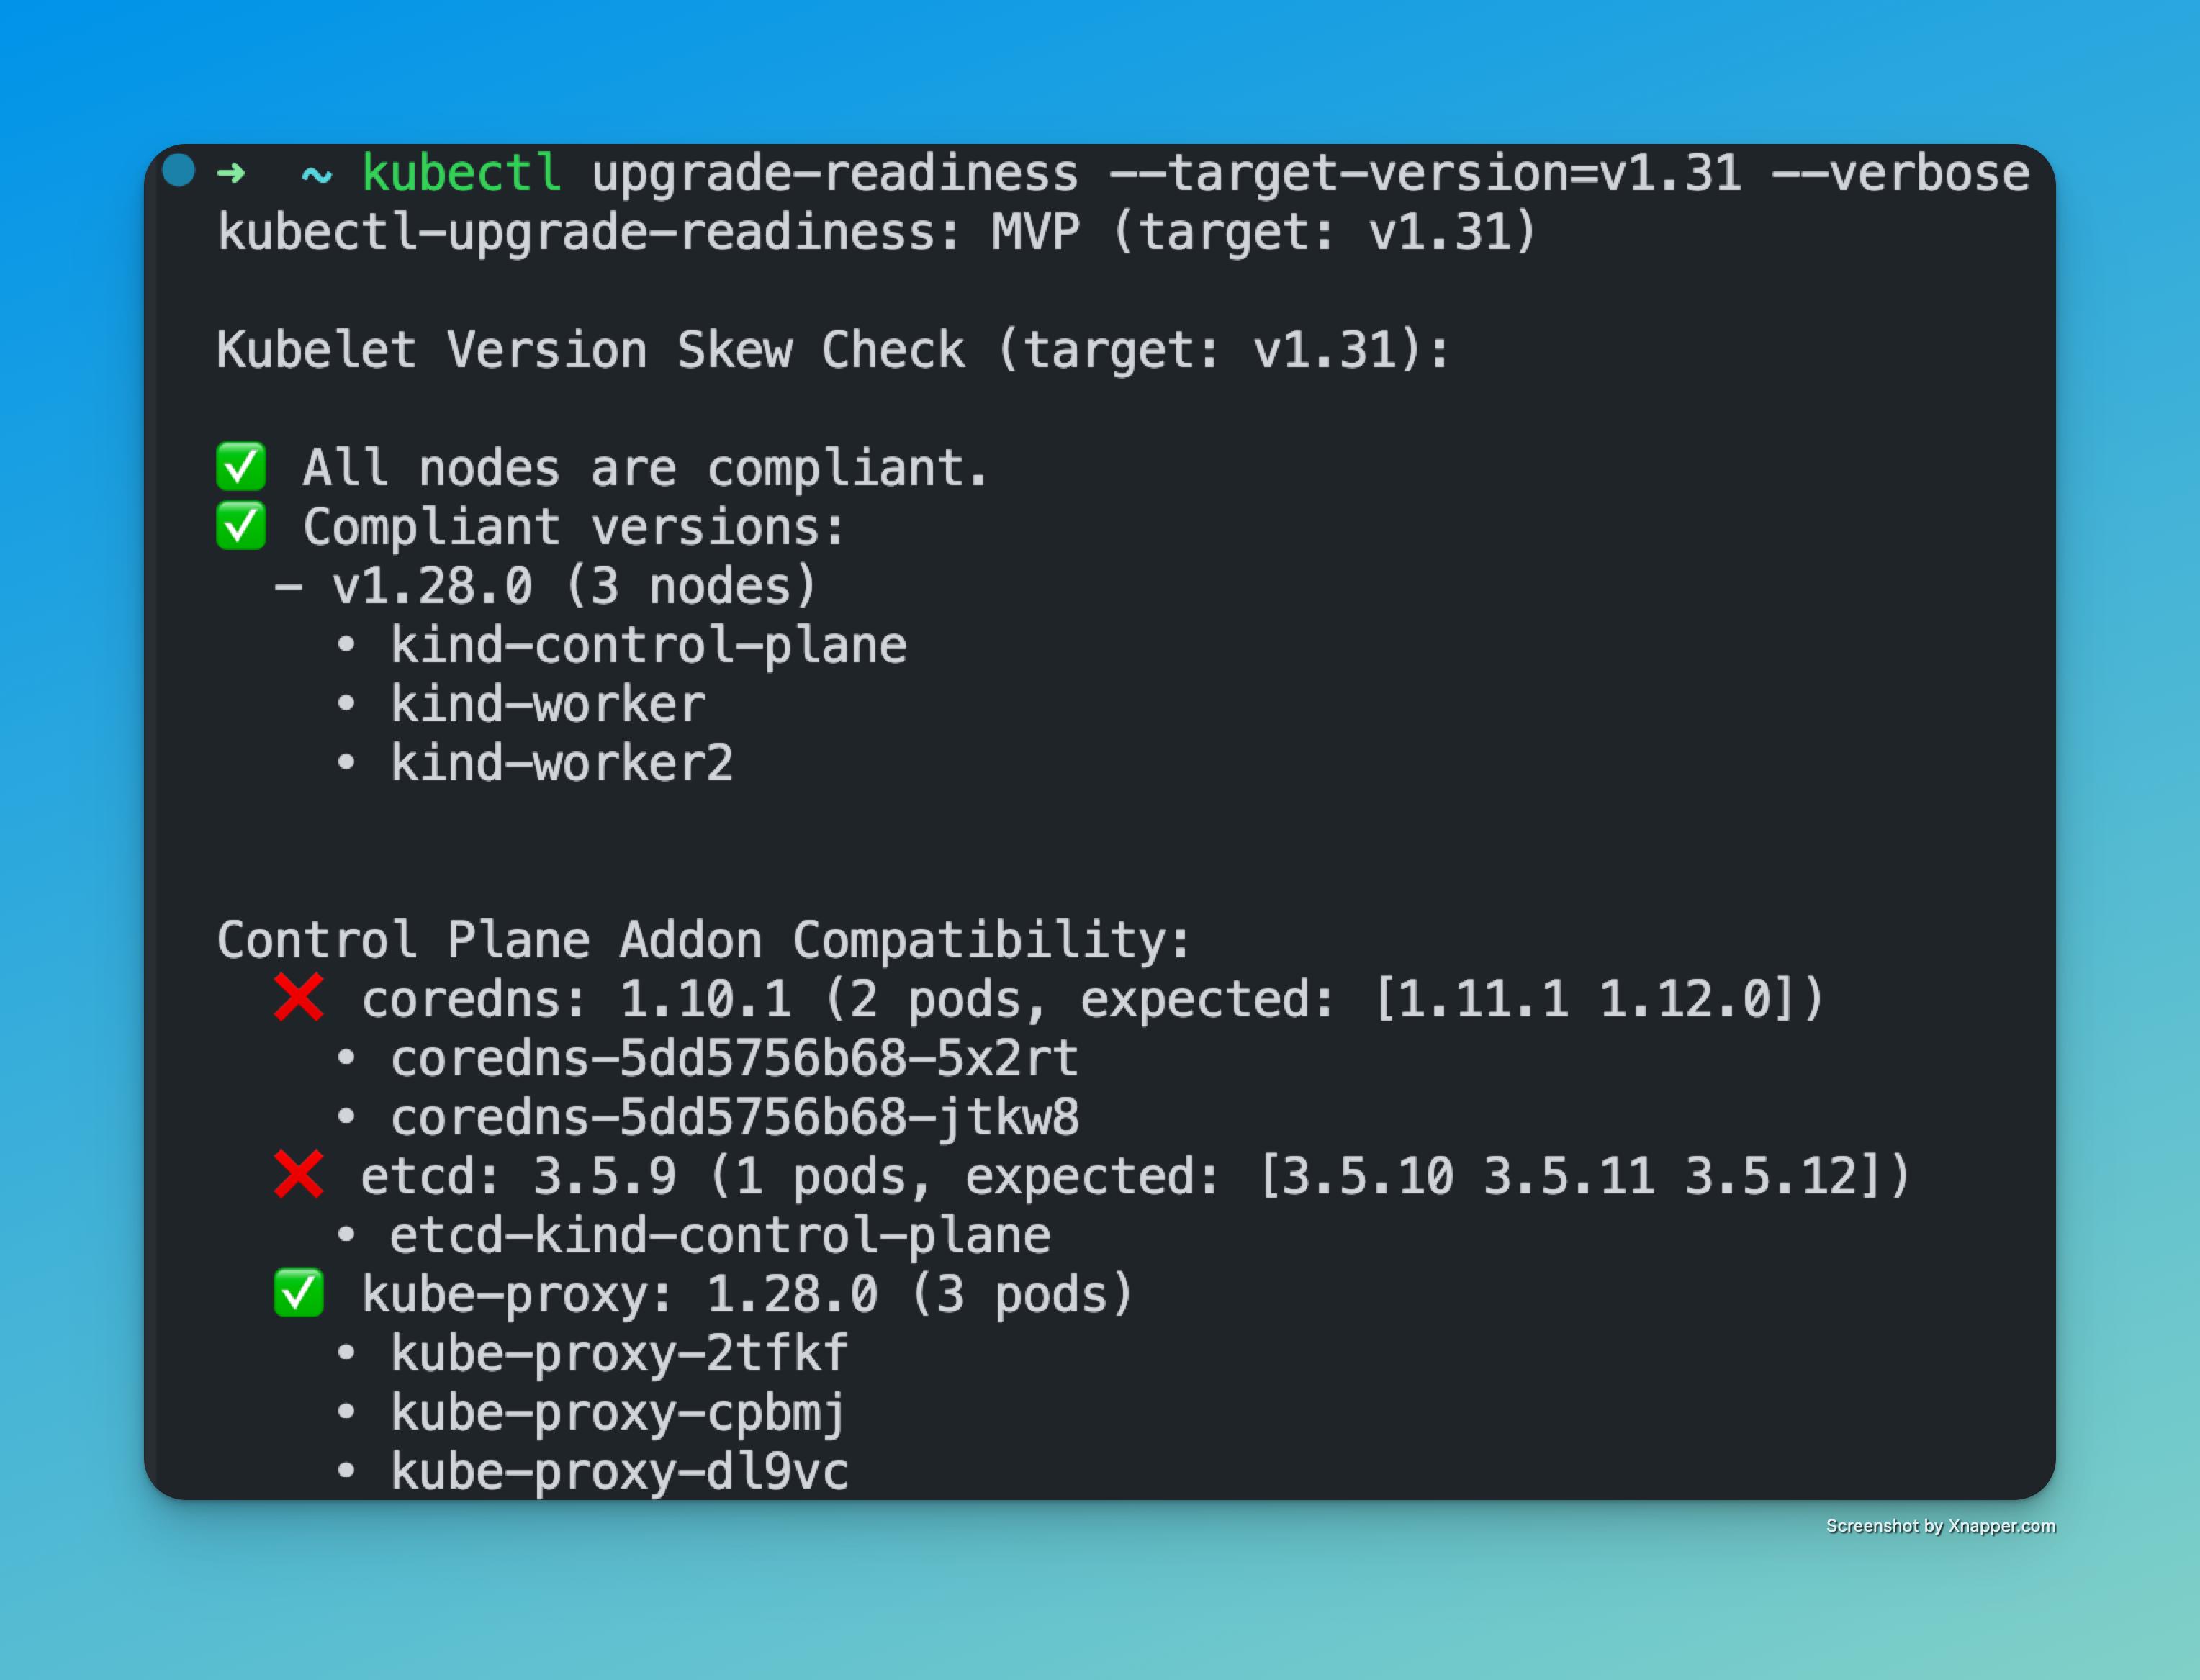 ➜ ~ kubectl upgrade-readiness --target-version=v1.31 --verbose
kubectl-upgrade-readiness: MVP (target: v1.31)
Kubelet Version Skew Check (target: v1.31):
✅ All nodes are compliant.
✅ Compliant versions:
- v1.28.0 (3 nodes)
• kind-control-plane
• kind-worker
• kind-worker2
Control Plane Addon Compatibility:
❌ coredns: 1.10.1 (2 pods, expected: [1.11.1 1.12.0])
• coredns-5dd5756b68-5x2rt
• coredns-5dd5756b68-jtkw8
❌ etcd: 3.5.9 (1 pods, expected: [3.5.10 3.5.11 3.5.12])
• etcd-kind-control-plane
✅ kube-proxy: 1.28.0 (3 pods)
• kube-proxy-2tfkf
• kube-proxy-cpbmj
• kube-proxy-dl9vc
Screenshot by Xnapper.com